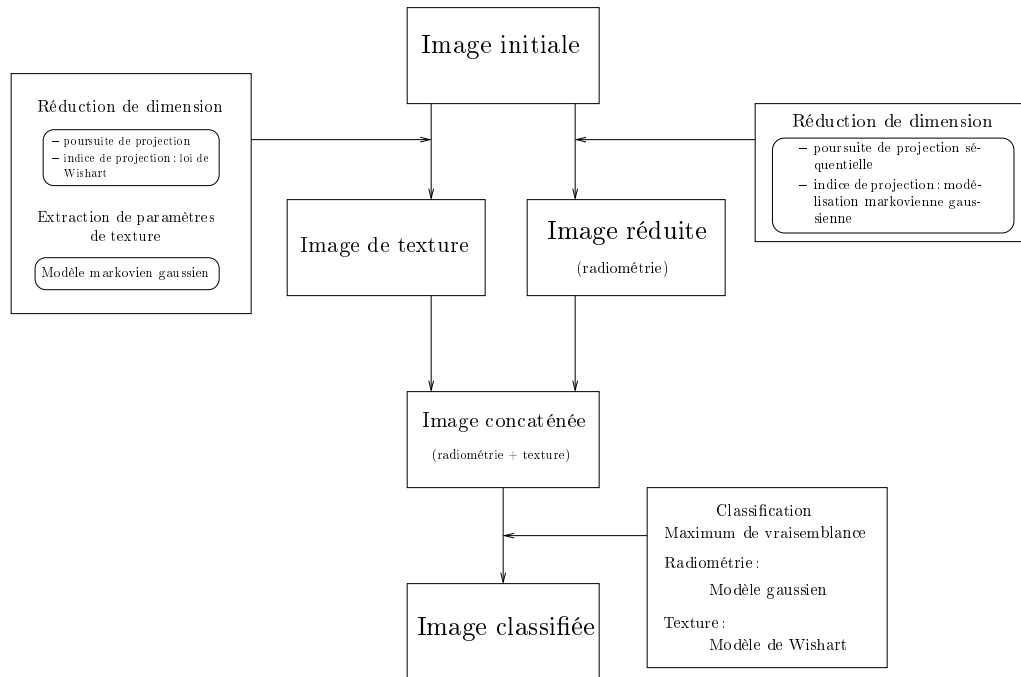 Image initiale
Réduction de dimension
– poursuite de projection
– indice de projection : loi de
Wishart
Extraction de paramètres
de texture
Modèle markovien gaussien
Réduction de dimension
– poursuite de projection sé-
quentielle
– indice de projection : modé-
lisation markovienne gaus-
sienne
Image de texture
Image réduite
(radiométrie)
Image concaténée
(radiométrie + texture)
Classification
Maximum de vraisemblance
Radiométrie :
Modèle gaussien
Texture :
Modèle de Wishart
Image classifiée